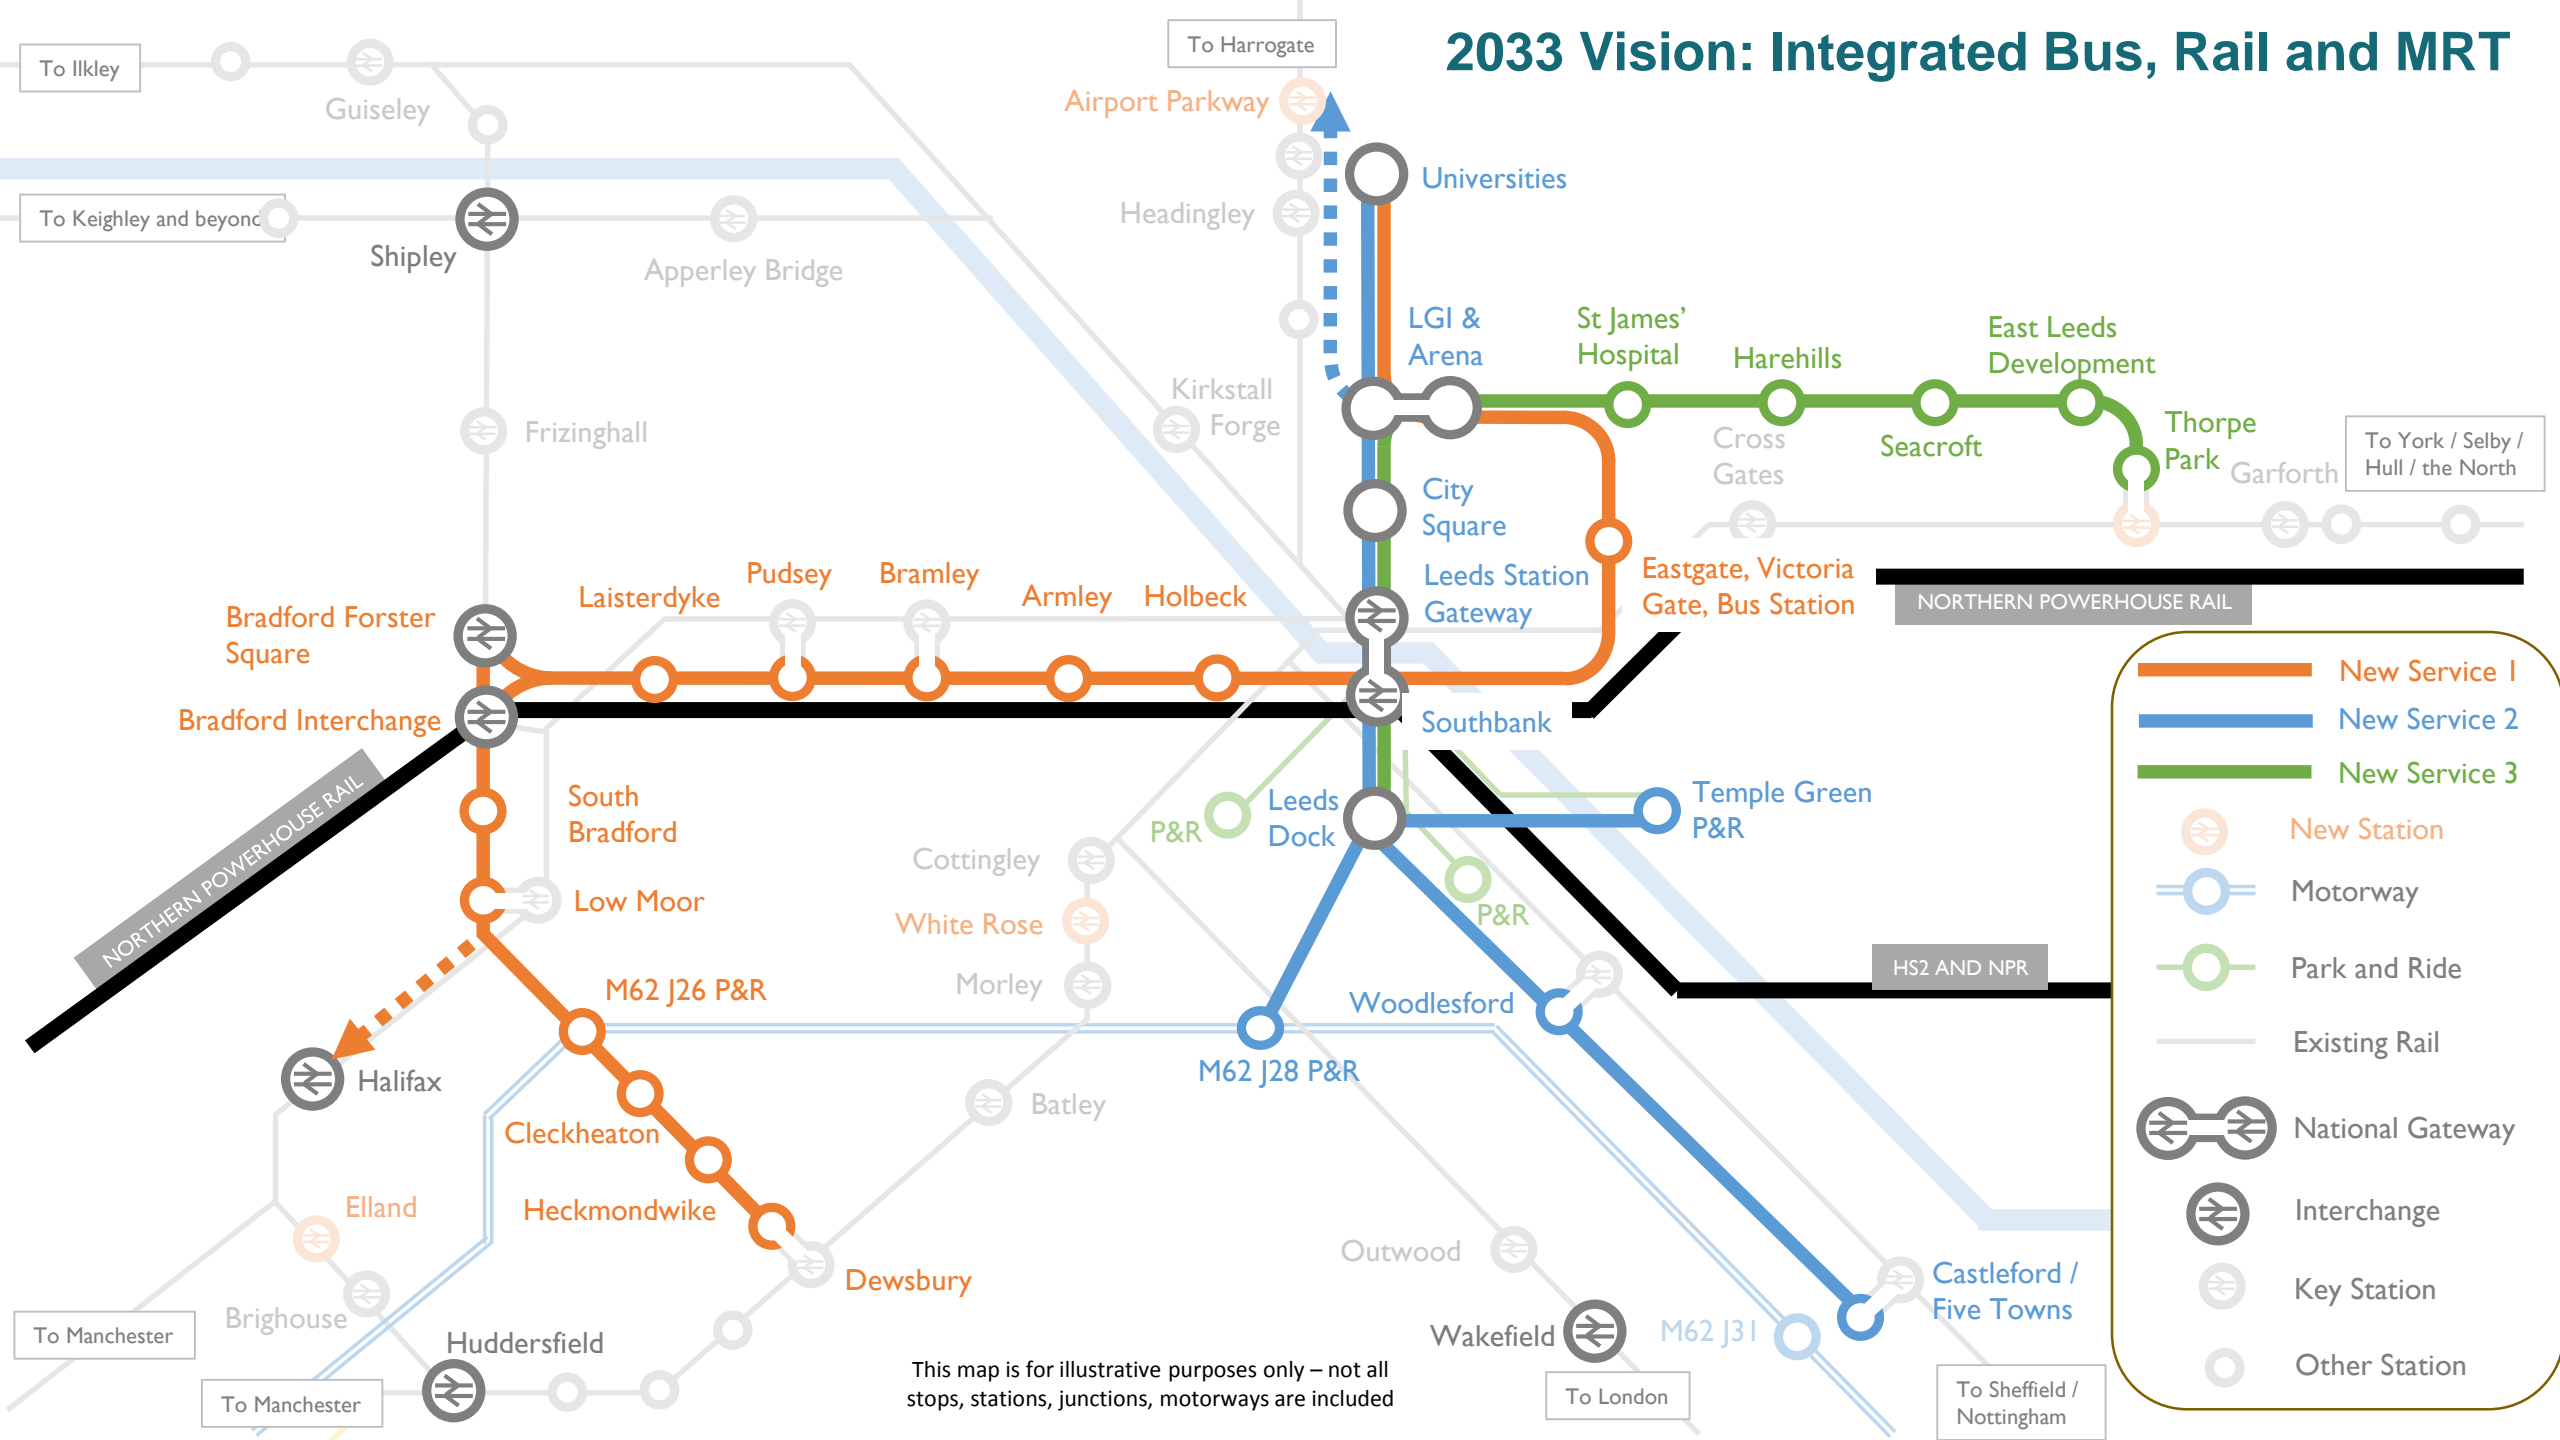 2033 Vision: Integrated Bus, Rail and MRT
To Harrogate
To Ilkley
Guiseley
Airport Parkway
Universities
To Keighley and beyond
Headingley
Shipley
Apperley Bridge
LGI &
Arena
St James'
Hospital
Harehills
East Leeds
Development
Kirkstall
Forge
Frizinghall
Cross
Gates
Seacroft
Thorpe
Park
Garforth
To York / Selby /
Hull / the North
City
Square
Leeds Station
Gateway
Eastgate, Victoria
Gate, Bus Station
NORTHERN POWERHOUSE RAIL
Bradford Forster
Square
Laisterdyke
Pudsey
Bramley
Armley
Holbeck
Bradford Interchange
Southbank
NORTHERN POWERHOUSE RAIL
South
Bradford
P&R
Leeds
Dock
Temple Green
P&R
Cottingley
Low Moor
White Rose
P&R
Morley
M62 J26 P&R
Woodlesford
HS2 AND NPR
Halifax
M62 J28 P&R
Batley
Cleckheaton
Elland
Heckmondwike
Outwood
Dewsbury
Castleford /
Five Towns
Brighouse
To Manchester
Huddersfield
Wakefield
M62 J31
To Manchester
This map is for illustrative purposes only – not all
stops, stations, junctions, motorways are included
To London
To Sheffield /
Nottingham
New Service 1
New Service 2
New Service 3
New Station
Motorway
Park and Ride
Existing Rail
National Gateway
Interchange
Key Station
Other Station